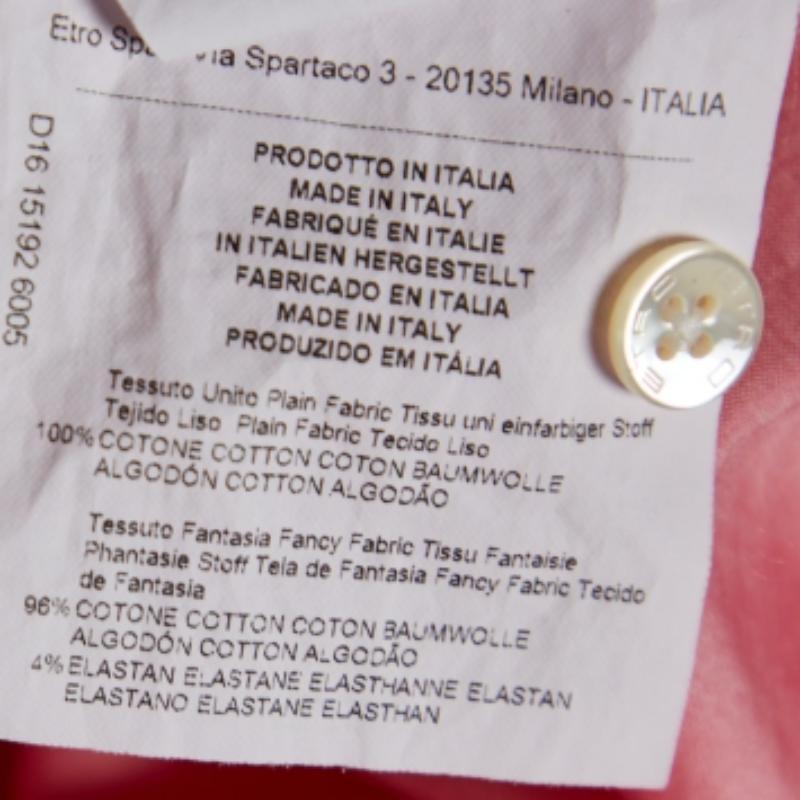 Etro Spa Via Spartaco 3 - 20135 Milano - ITALIA
D16 15192 6005
PRODOTTO IN ITALIA
MADE IN ITALY
FABRIQUÉ EN ITALIE
IN ITALIEN HERGESTELLT
FABRICADO EN ITALIA
MADE IN ITALY
PRODUZIDO EM ITÁLIA
Tessuto Unito Plain Fabric Tissu uni einfarbiger Stoff
Tejido Liso Plain Fabric Tecido Liso
100% COTONE COTTON COTON BAUMWOLLE
ALGODÓN COTTON ALGODÃO
Tessuto Fantasia Fancy Fabric Tissu Fantaisie
Phantasie Stoff Tela de Fantasia Fancy Fabric Tecido
de Fantasia
96% COTONE COTTON COTON BAUMWOLLE
ALGODÓN COTTON ALGODÃO
4% ELASTAN ELASTANE ELASTHANNE ELASTAN
ELASTANO ELASTANE ELASTHAN
ETRO